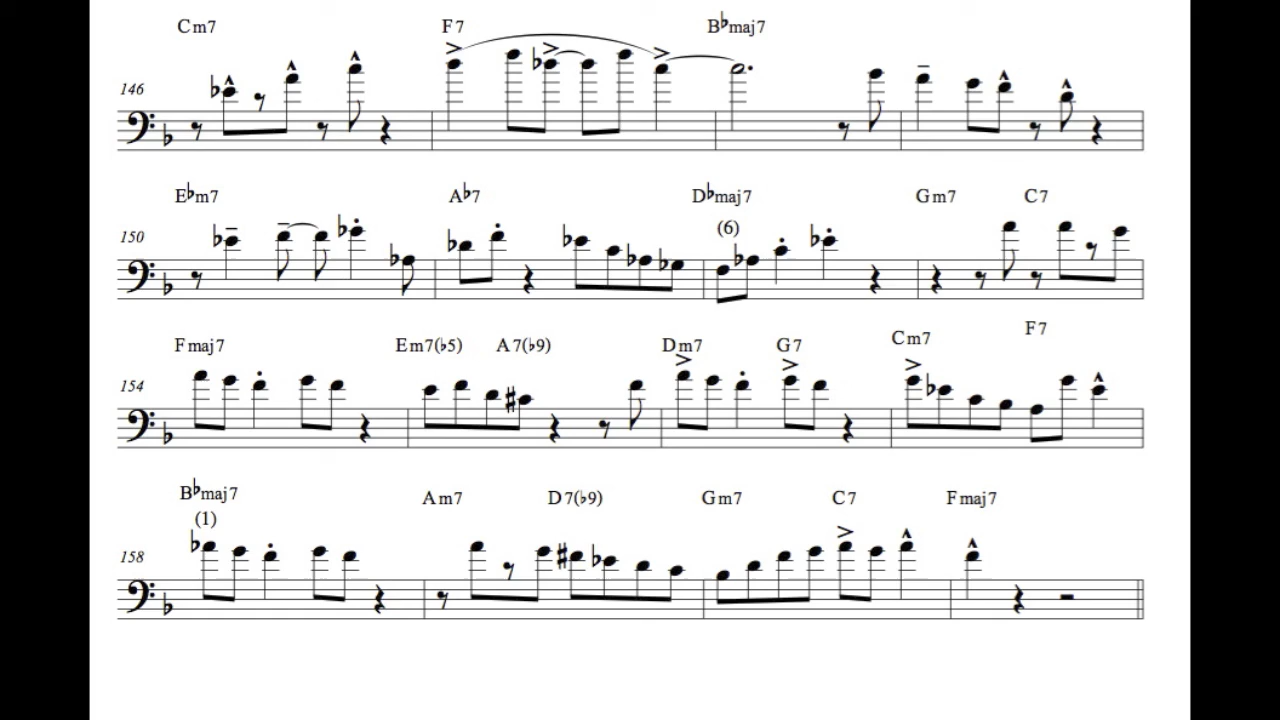 Cm7 F7 B♭maj7
146
E♭m7 A♭7 D♭maj7 Gm7 C7
150 (6)
Fmaj7 Em7(♭5) A7(♭9) Dm7 G7 Cm7 F7
154
B♭maj7 Am7 D7(♭9) Gm7 C7 Fmaj7
(1)
158